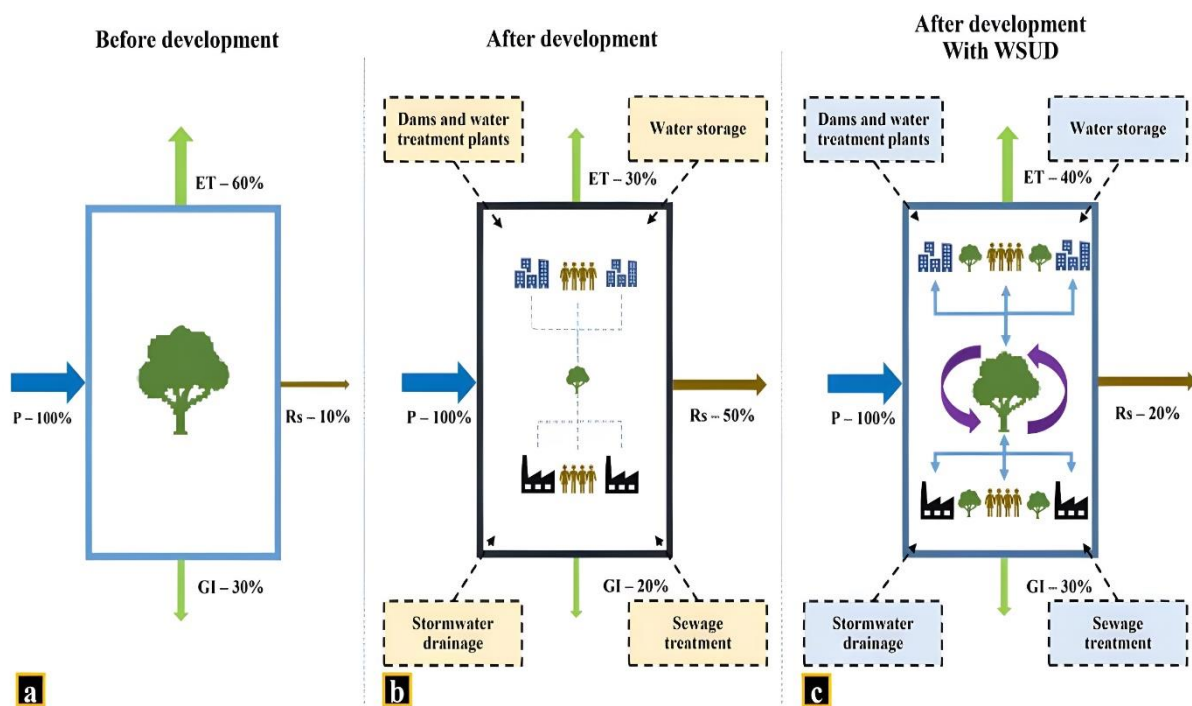 Before development
ET – 60%
P – 100%
Rs – 10%
GI – 30%
a
After development
Dams and water
treatment plants
Water storage
ET – 30%
P – 100%
Rs – 50%
GI – 20%
Stormwater
drainage
Sewage
treatment
b
After development
With WSUD
Dams and water
treatment plants
Water storage
ET – 40%
P – 100%
Rs – 20%
GI – 30%
Stormwater
drainage
Sewage
treatment
c